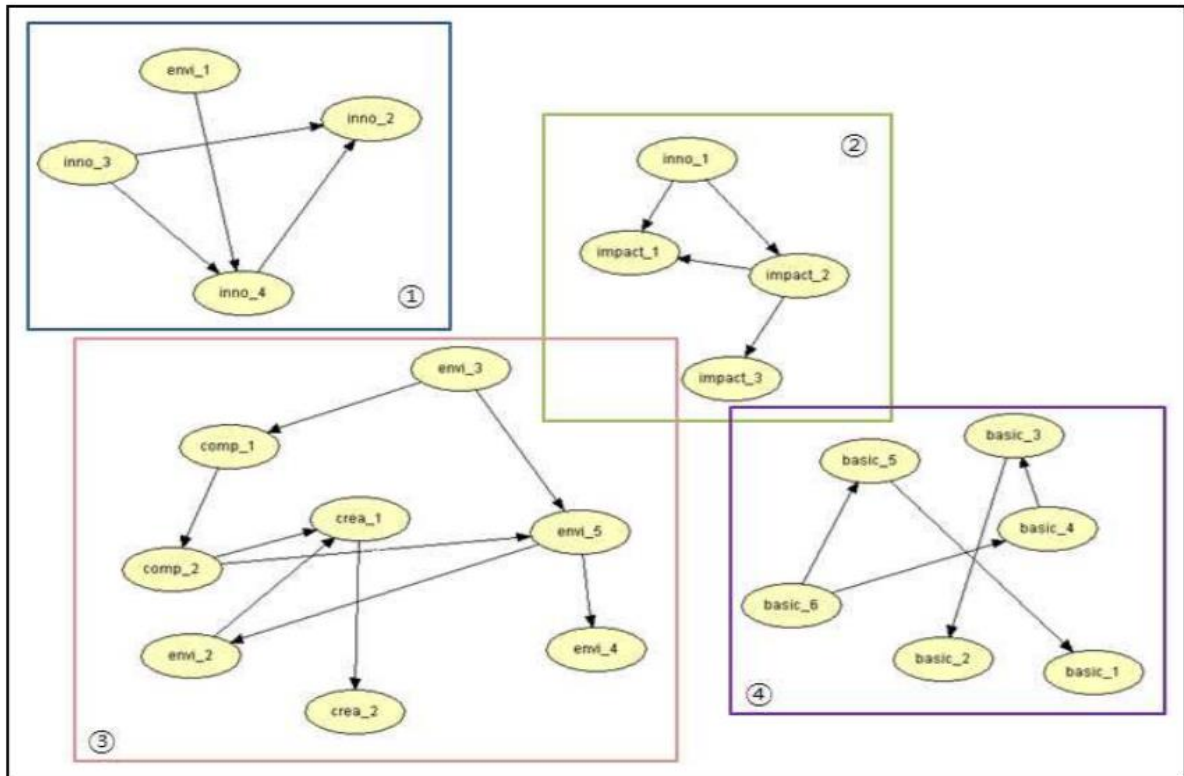 envi_1
inno_2
inno_3
inno_4
①
inno_1
②
impact_1
impact_2
impact_3
envi_3
comp_1
crea_1
envi_5
comp_2
envi_2
envi_4
crea_2
③
basic_3
basic_5
basic_4
basic_6
basic_2
basic_1
④